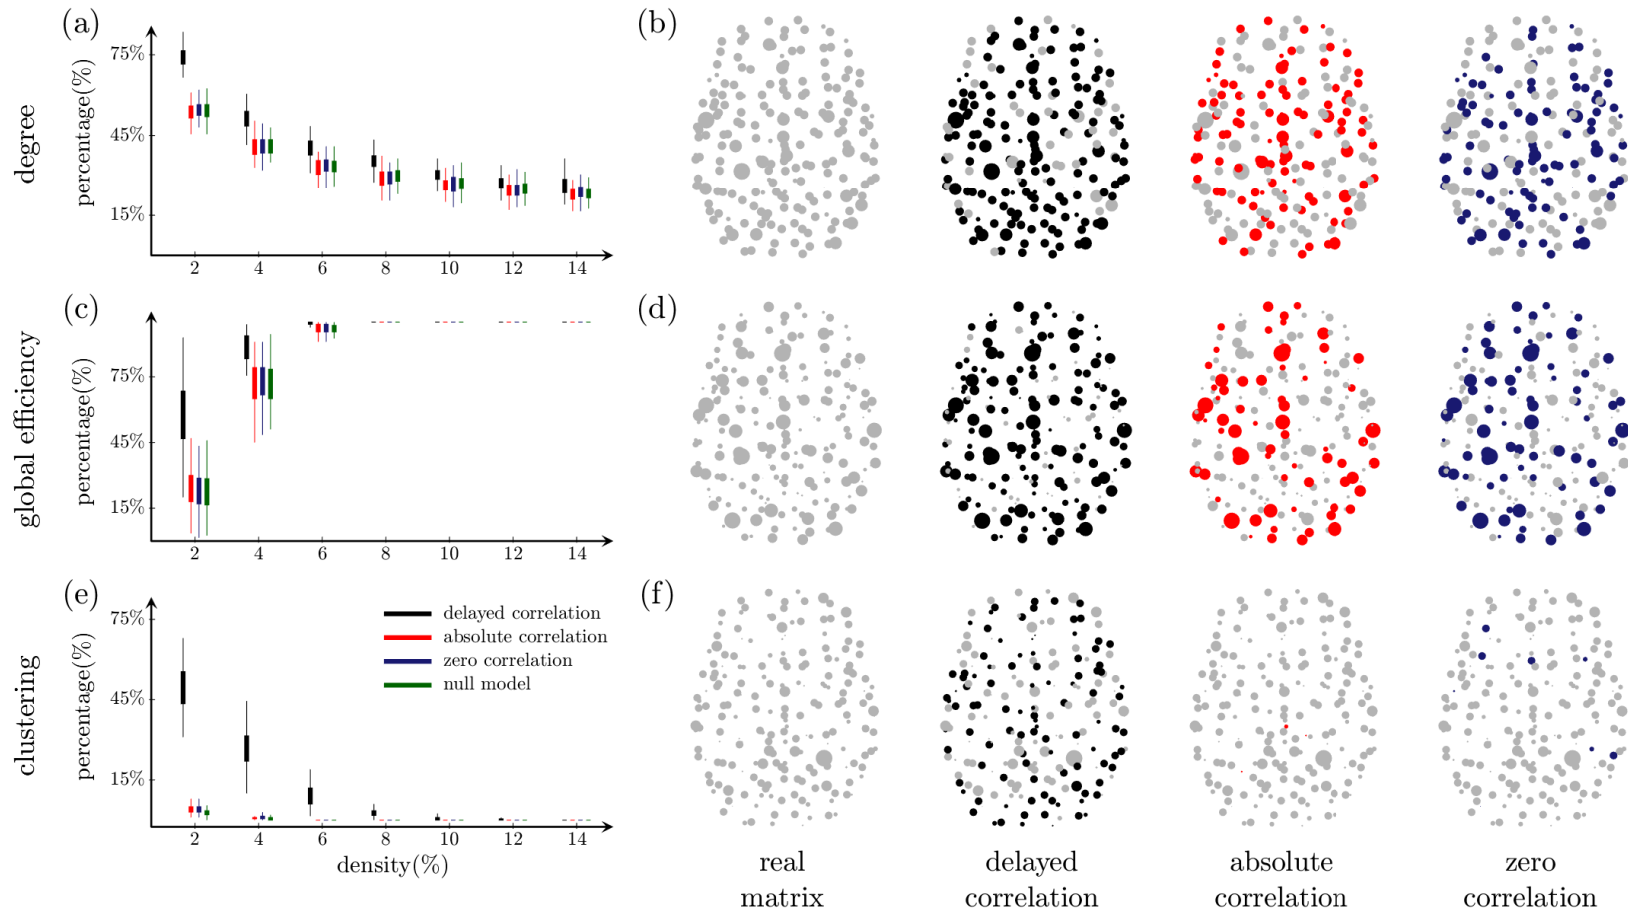 (a)
degree
percentage(%)
75%
45%
15%
2 4 6 8 10 12 14
(b)
(c)
global efficiency
percentage(%)
75%
45%
15%
2 4 6 8 10 12 14
(d)
(e)
clustering
percentage(%)
75%
45%
15%
2 4 6 8 10 12 14
density(%)
delayed correlation
absolute correlation
zero correlation
null model
(f)
real
matrix
delayed
correlation
absolute
correlation
zero
correlation